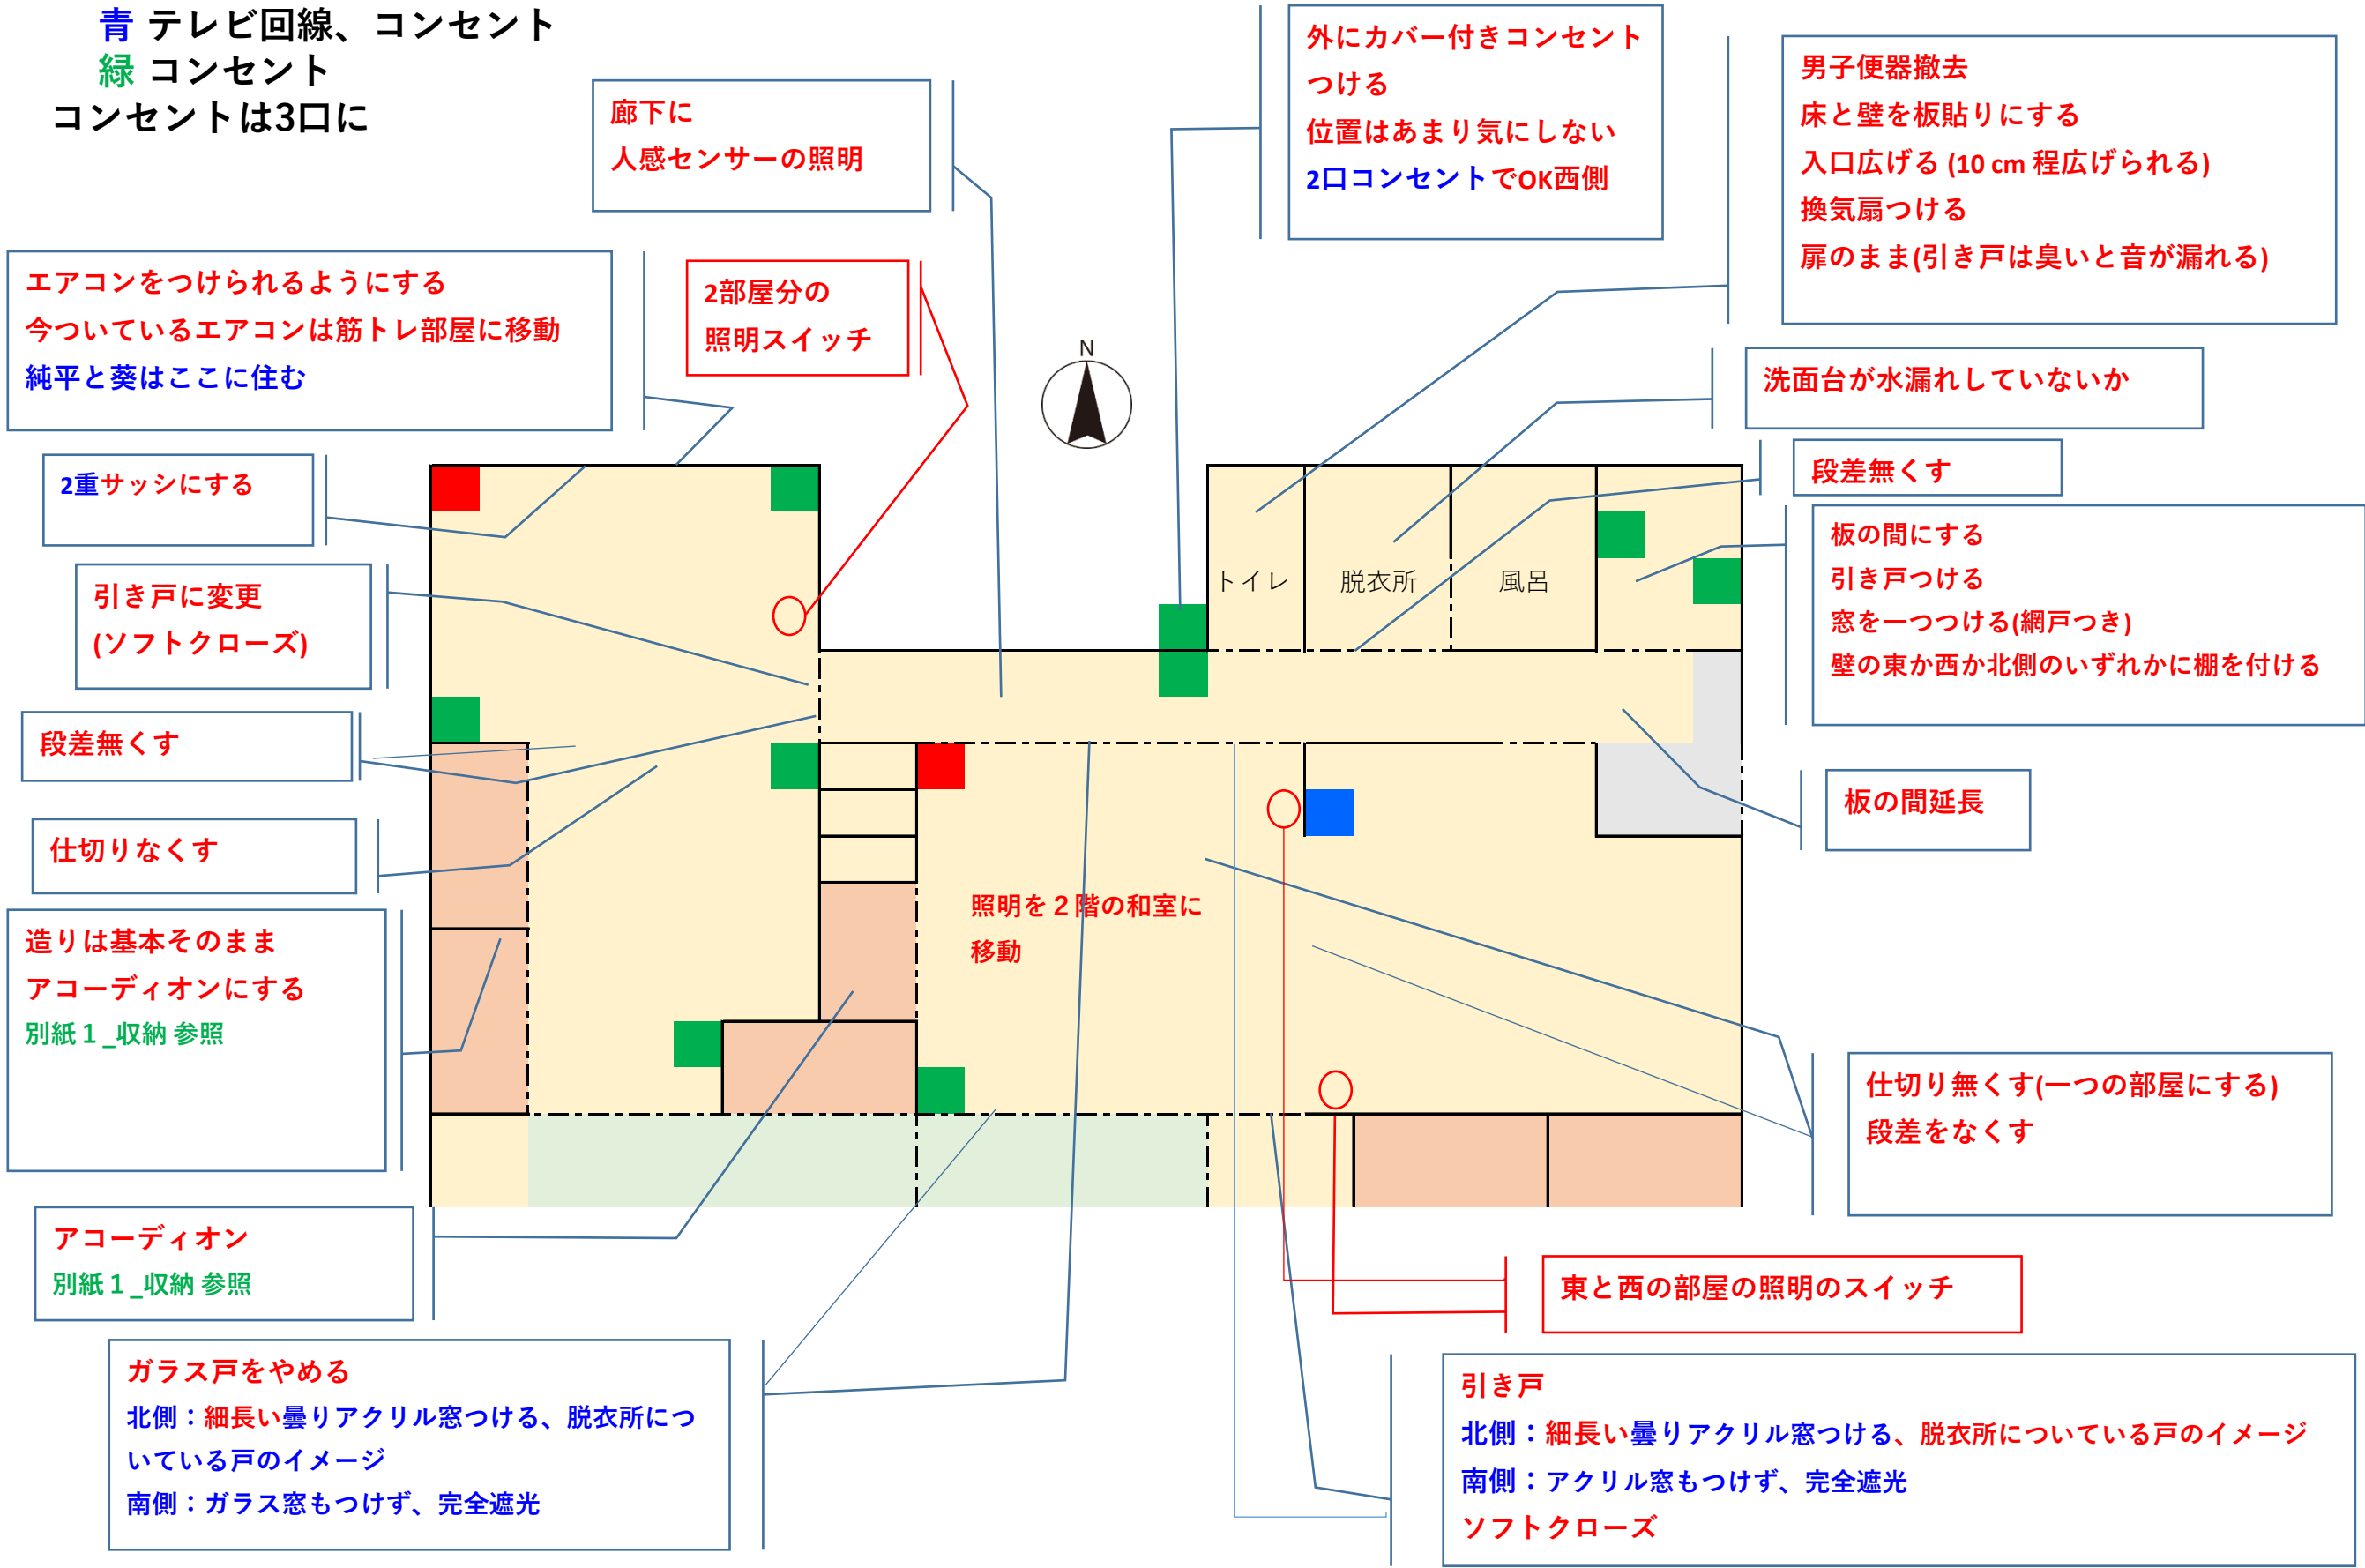 青 テレビ回線、コンセント
緑 コンセント
コンセントは3口に
廊下に
人感センサーの照明
外にカバー付きコンセント
つける
位置はあまり気にしない
2口コンセントでOK西側
男子便器撤去
床と壁を板貼りにする
入口広げる (10 cm 程広げられる)
換気扇つける
扉のまま(引き戸は臭いと音が漏れる)
エアコンをつけられるようにする
今ついているエアコンは筋トレ部屋に移動
純平と葵はここに住む
2部屋分の
照明スイッチ
N
洗面台が水漏れしていないか
2重サッシにする
段差無くす
板の間にする
引き戸つける
窓を一つつける(網戸つき)
壁の東か西か北側のいずれかに棚を付ける
引き戸に変更
(ソフトクローズ)
トイレ
脱衣所
風呂
段差無くす
仕切りなくす
板の間延長
照明を２階の和室に
移動
造りは基本そのまま
アコーディオンにする
別紙１_収納 参照
仕切り無くす(一つの部屋にする)
段差をなくす
アコーディオン
別紙１_収納 参照
東と西の部屋の照明のスイッチ
ガラス戸をやめる
北側：細長い曇りアクリル窓つける、脱衣所につ
いている戸のイメージ
南側：ガラス窓もつけず、完全遮光
引き戸
北側：細長い曇りアクリル窓つける、脱衣所についている戸のイメージ
南側：アクリル窓もつけず、完全遮光
ソフトクローズ